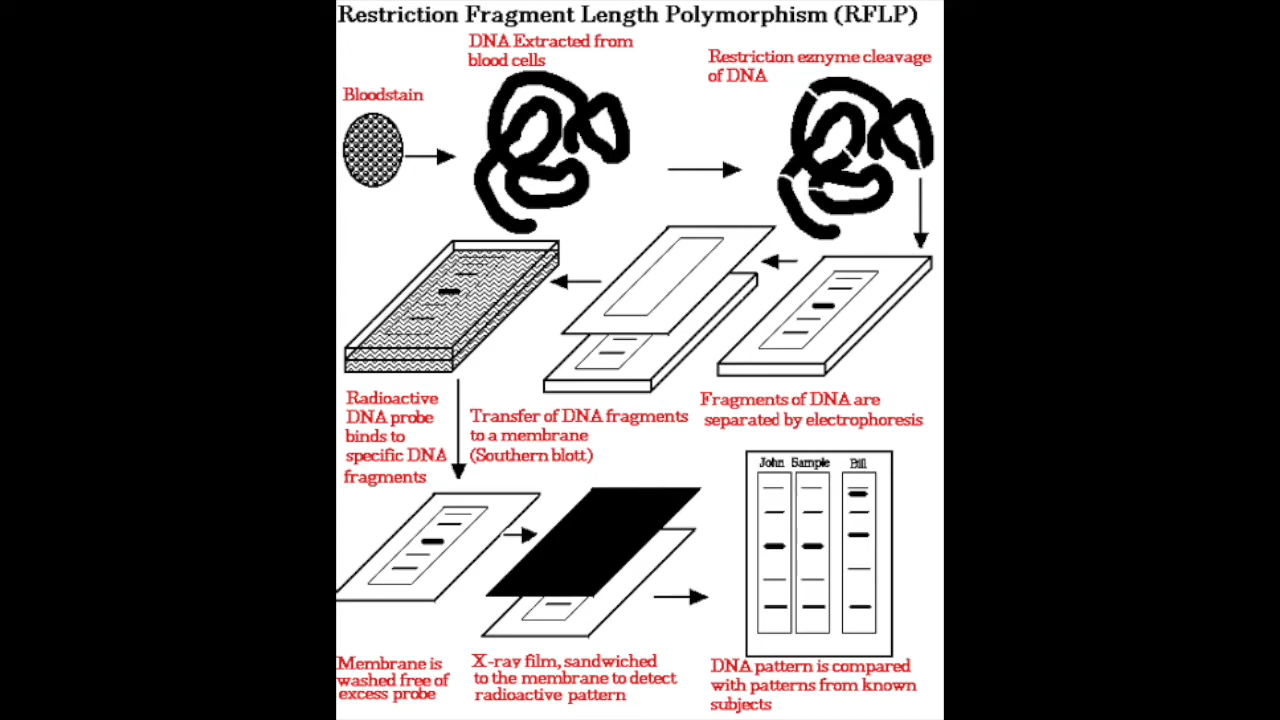 Restriction Fragment Length Polymorphism (RFLP)
DNA Extracted from
blood cells
Restriction eznyme cleavage
of DNA
Bloodstain
Radioactive
DNA probe
binds to
specific DNA
fragments
Transfer of DNA fragments
to a membrane
(Southern blott)
Fragments of DNA are
separated by electrophoresis
John Sample Bill
Membrane is
washed free of
excess probe
X-ray film, sandwiched
to the membrane to detect
radioactive pattern
DNA pattern is compared
with patterns from known
subjects